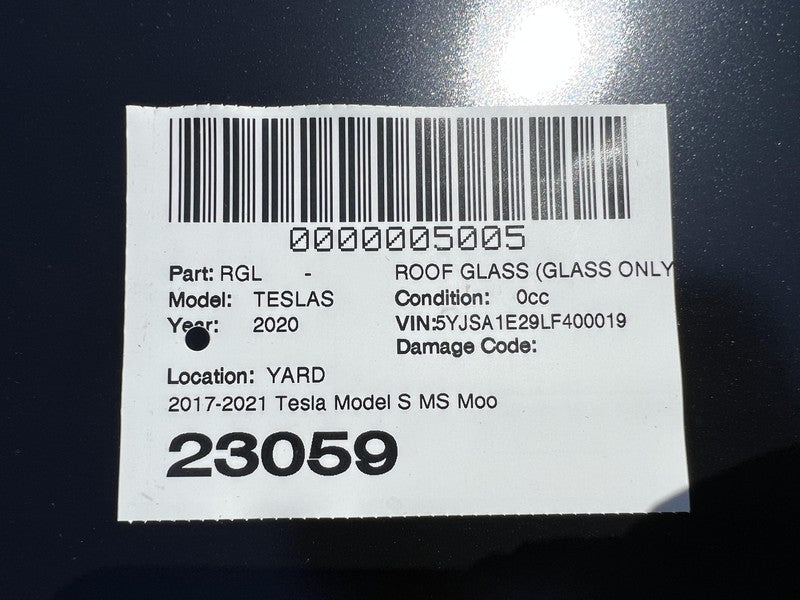 0000005005
Part: RGL - ROOF GLASS (GLASS ONLY
Model: TESLAS Condition: 0cc
Year: 2020 VIN:5YJSA1E29LF400019
Damage Code:
Location: YARD
2017-2021 Tesla Model S MS Moo
23059